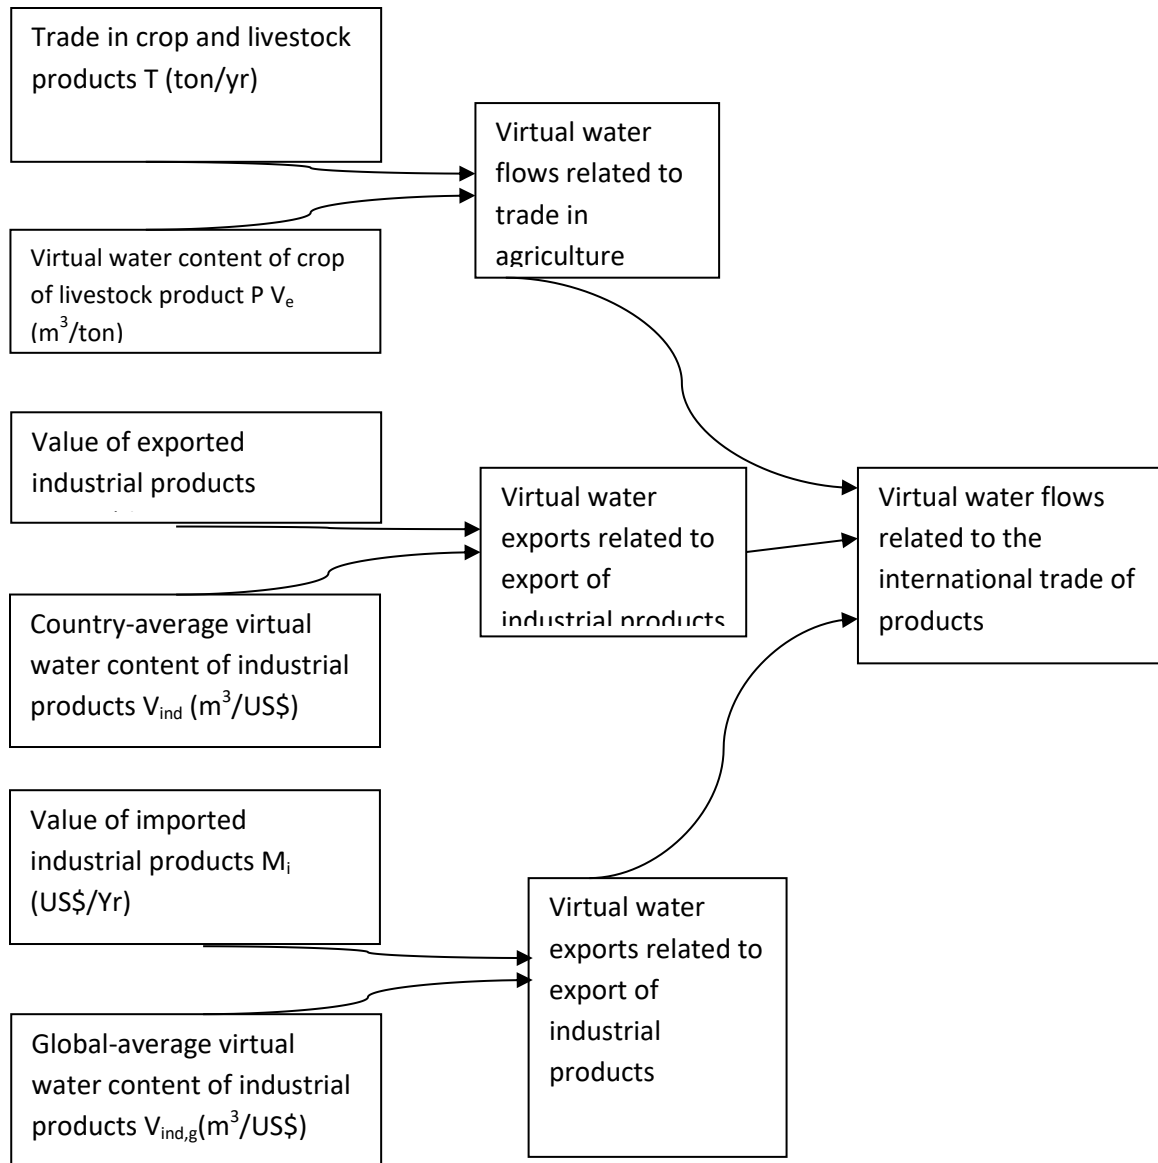 Trade in crop and livestock
products T (ton/yr)
Virtual water
flows related to
trade in
agriculture
Virtual water content of crop
of livestock product P Vₑ
(m³/ton)
Value of exported
industrial products
Virtual water
exports related to
export of
industrial products
Virtual water flows
related to the
international trade of
products
Country-average virtual
water content of industrial
products V_ind (m³/US$)
Value of imported
industrial products Mᵢ
(US$/Yr)
Virtual water
exports related to
export of
industrial
products
Global-average virtual
water content of industrial
products V_ind,g(m³/US$)